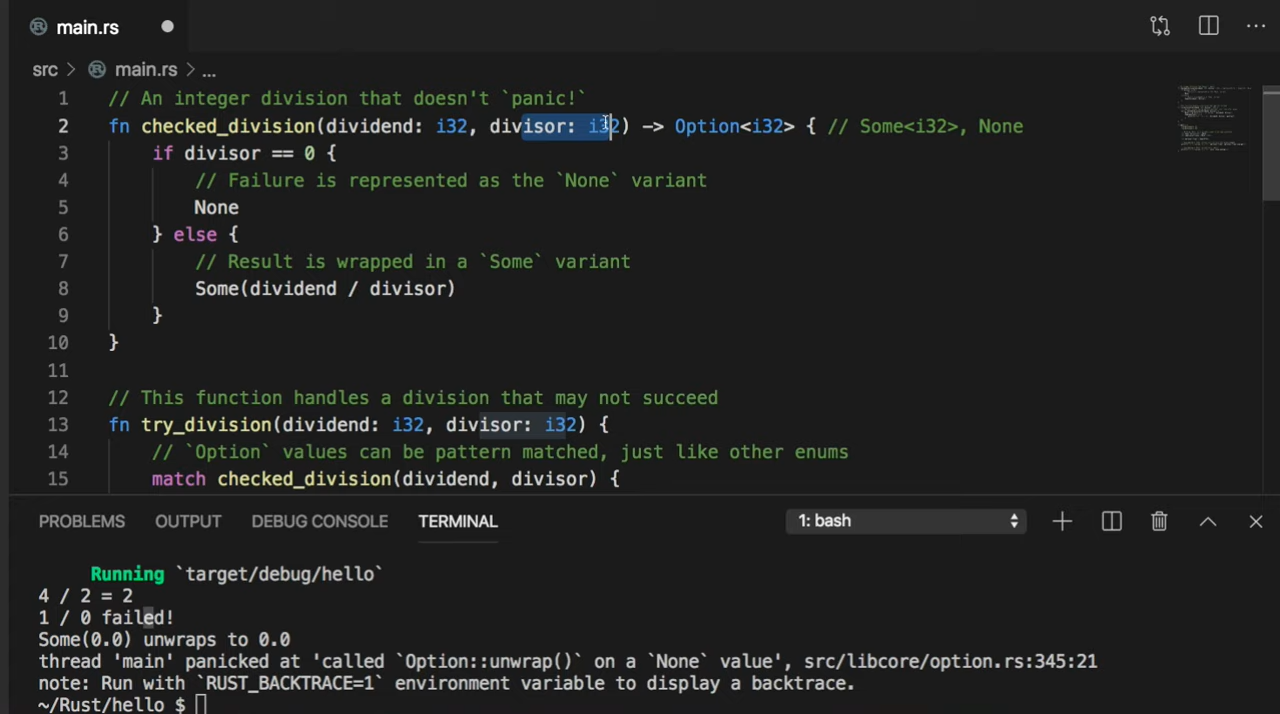 main.rs
src > main.rs > ...
1 // An integer division that doesn't `panic!`
2 fn checked_division(dividend: i32, divisor: i32) -> Option<i32> { // Some<i32>, None
3 if divisor == 0 {
4 // Failure is represented as the `None` variant
5 None
6 } else {
7 // Result is wrapped in a `Some` variant
8 Some(dividend / divisor)
9 }
10 }
11
12 // This function handles a division that may not succeed
13 fn try_division(dividend: i32, divisor: i32) {
14 // `Option` values can be pattern matched, just like other enums
15 match checked_division(dividend, divisor) {
PROBLEMS OUTPUT DEBUG CONSOLE TERMINAL 1: bash
Running `target/debug/hello`
4 / 2 = 2
1 / 0 failed!
Some(0.0) unwraps to 0.0
thread 'main' panicked at 'called `Option::unwrap()` on a `None` value', src/libcore/option.rs:345:21
note: Run with `RUST_BACKTRACE=1` environment variable to display a backtrace.
~/Rust/hello $